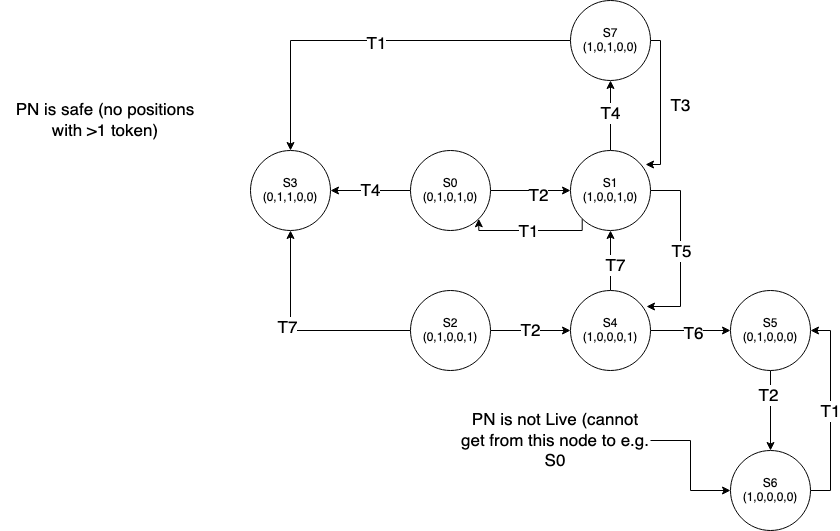 S7
(1,0,1,0,0)
T1
T3
PN is safe (no positions
with >1 token)
T4
S3
(0,1,1,0,0)
T4
S0
(0,1,0,1,0)
T2
S1
(1,0,0,1,0)
T1
T5
T7
S2
(0,1,0,0,1)
T7
T2
S4
(1,0,0,0,1)
T6
S5
(0,1,0,0,0)
T2
T1
PN is not Live (cannot
get from this node to e.g.
S0
S6
(1,0,0,0,0)